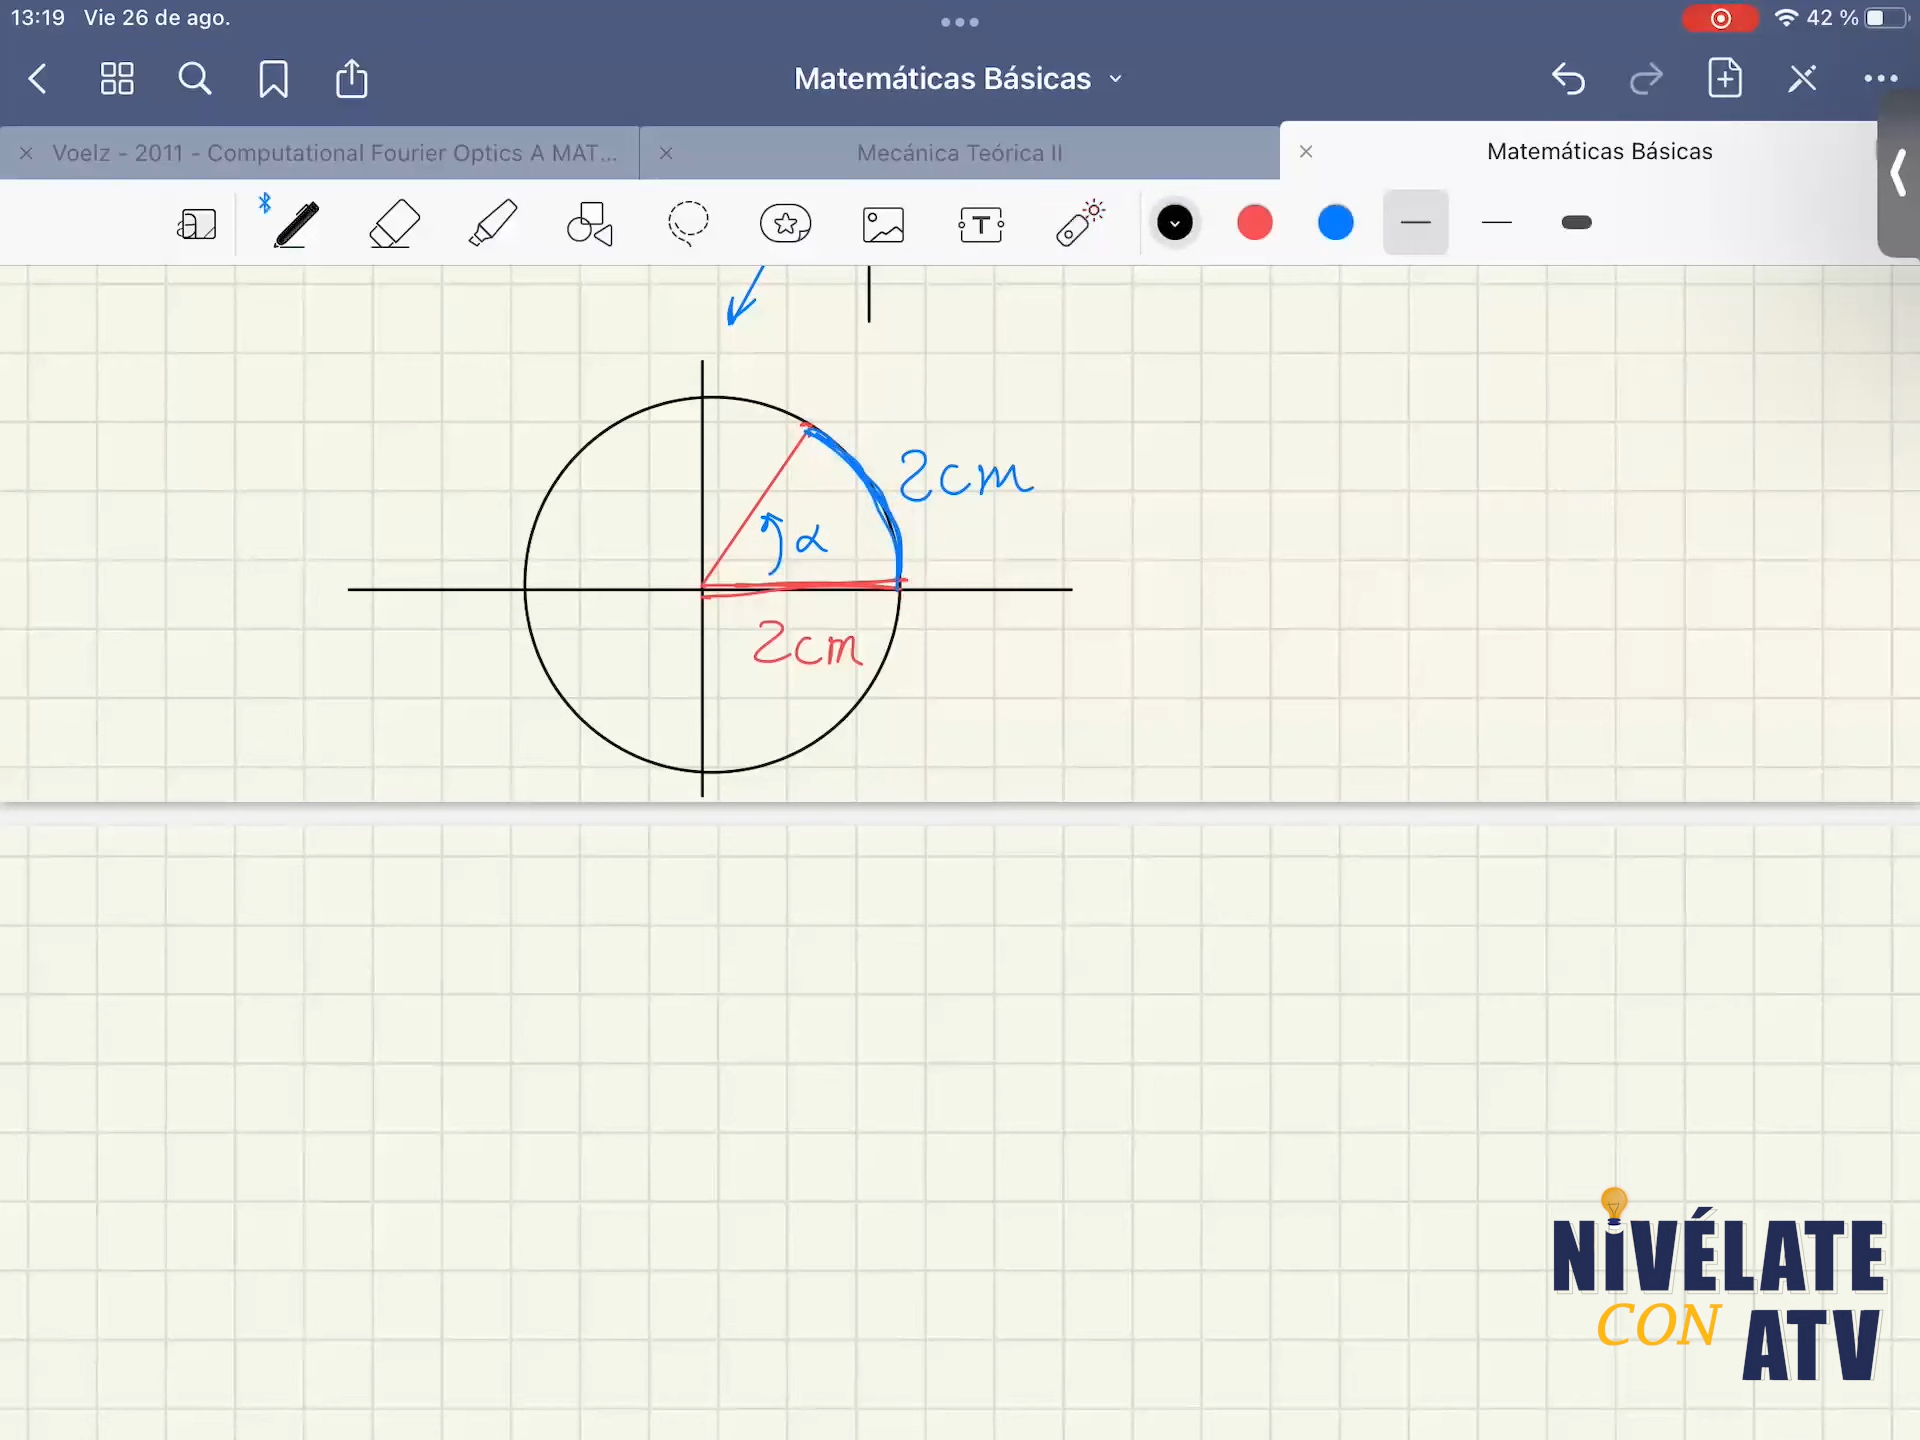 13:19 Vie 26 de ago.
42 %
Matemáticas Básicas
Voelz - 2011 - Computational Fourier Optics A MAT...
Mecánica Teórica II
Matemáticas Básicas
T
2cm
α
2cm
NIVÉLATE
CON
ATV